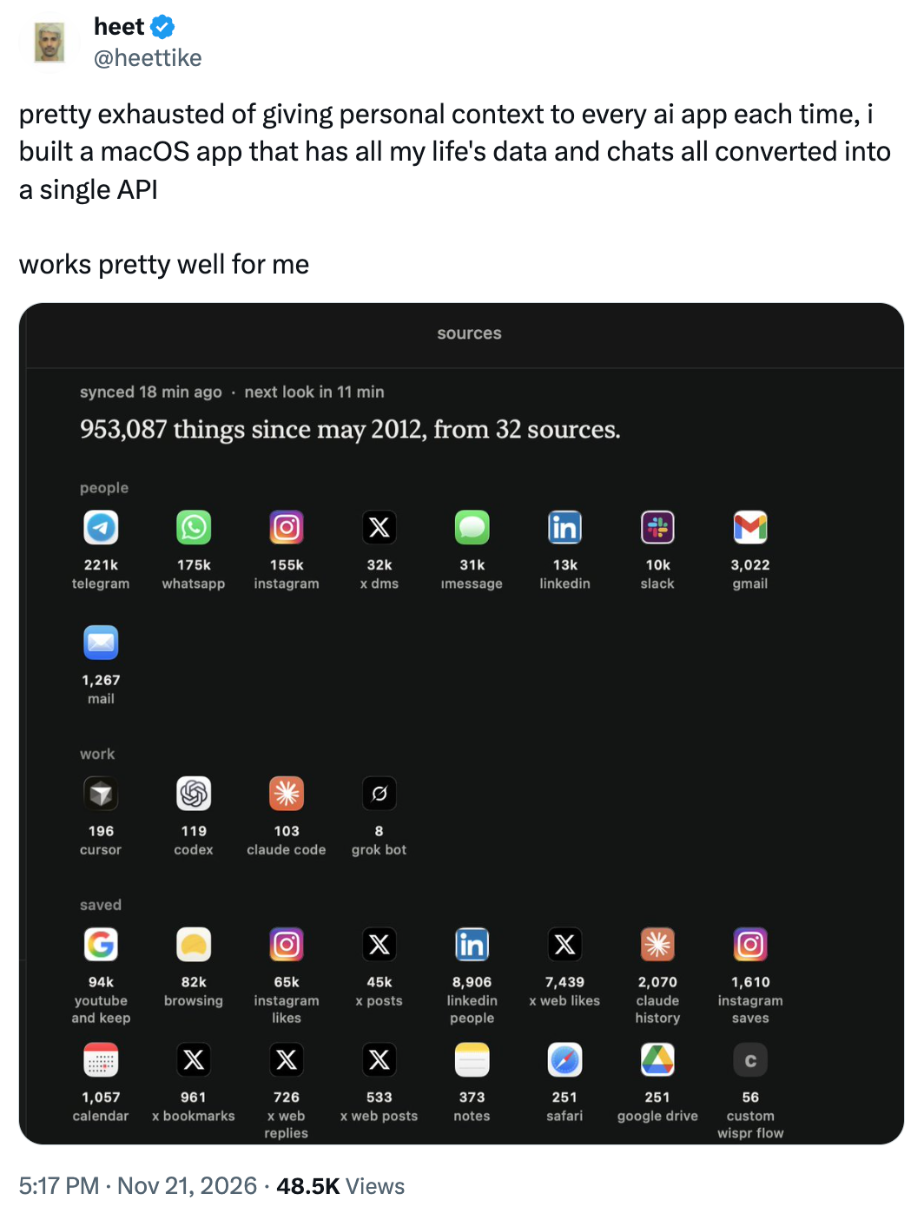 heet
@heettike
pretty exhausted of giving personal context to every ai app each time, i
built a macOS app that has all my life's data and chats all converted into
a single API
works pretty well for me
sources
synced 18 min ago · next look in 11 min
953,087 things since may 2012, from 32 sources.
people
221k 175k 155k 32k 31k 13k 10k 3,022
telegram whatsapp instagram x dms imessage linkedin slack gmail
1,267
mail
work
196 119 103 8
cursor codex claude code grok bot
saved
94k 82k 65k 45k 8,906 7,439 2,070 1,610
youtube browsing instagram x posts linkedin x web likes claude instagram
and keep likes people history saves
1,057 961 726 533 373 251 251 56
calendar x bookmarks x web x web posts notes safari google drive custom
replies wispr flow
5:17 PM · Nov 21, 2026 · 48.5K Views